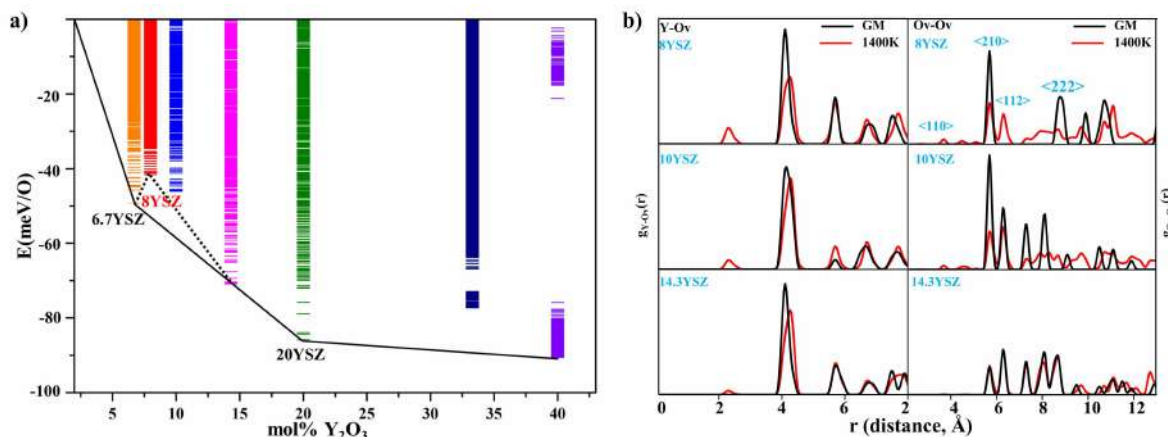 a)
E_f(meV/O)
-20
-40
-60
-80
-100
6.7YSZ
8YSZ
20YSZ
5 10 15 20 25 30 35 40
mol% Y₂O₃
b)
Y-Ov
GM
1400K
8YSZ
10YSZ
14.3YSZ
g_Y-Ov(r)
Ov-Ov
GM
1400K
8YSZ
<210>
<110>
<112>
<222>
10YSZ
14.3YSZ
0 2 4 6 2 4 6 8 10 12
r (distance, Å)